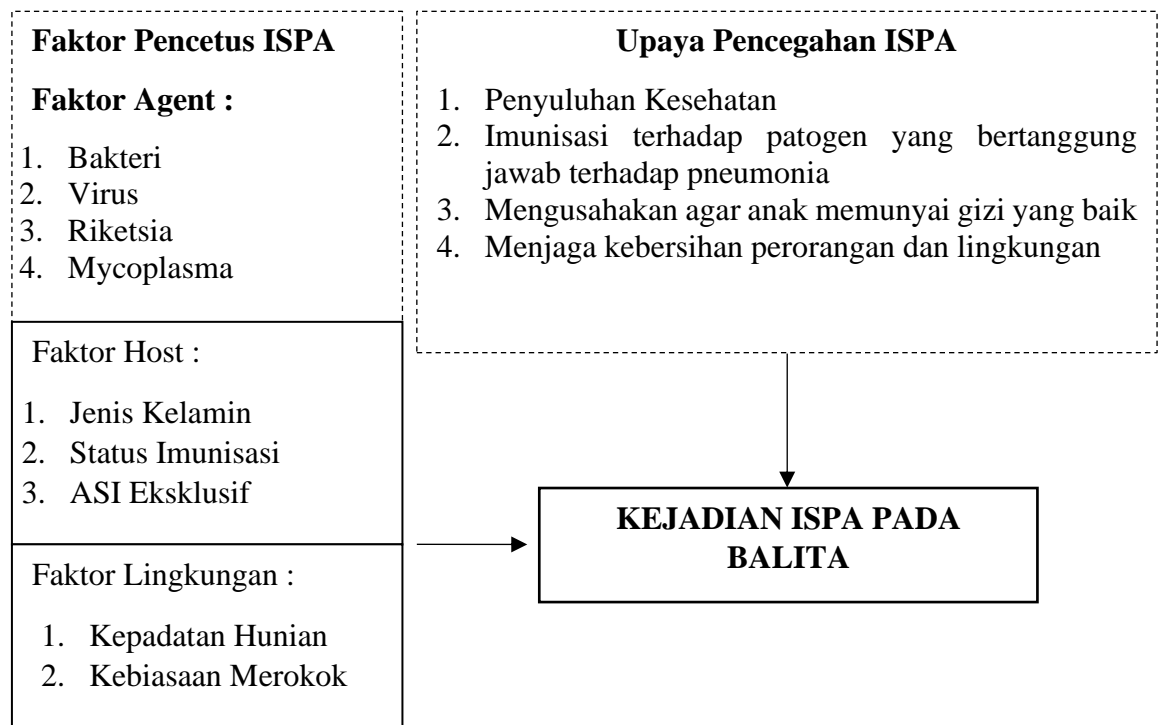 Faktor Pencetus ISPA
Faktor Agent :
1. Bakteri
2. Virus
3. Riketsia
4. Mycoplasma
Faktor Host :
1. Jenis Kelamin
2. Status Imunisasi
3. ASI Eksklusif
Faktor Lingkungan :
1. Kepadatan Hunian
2. Kebiasaan Merokok
Upaya Pencegahan ISPA
1. Penyuluhan Kesehatan
2. Imunisasi terhadap patogen yang bertanggung
jawab terhadap pneumonia
3. Mengusahakan agar anak memunyai gizi yang baik
4. Menjaga kebersihan perorangan dan lingkungan
KEJADIAN ISPA PADA
BALITA